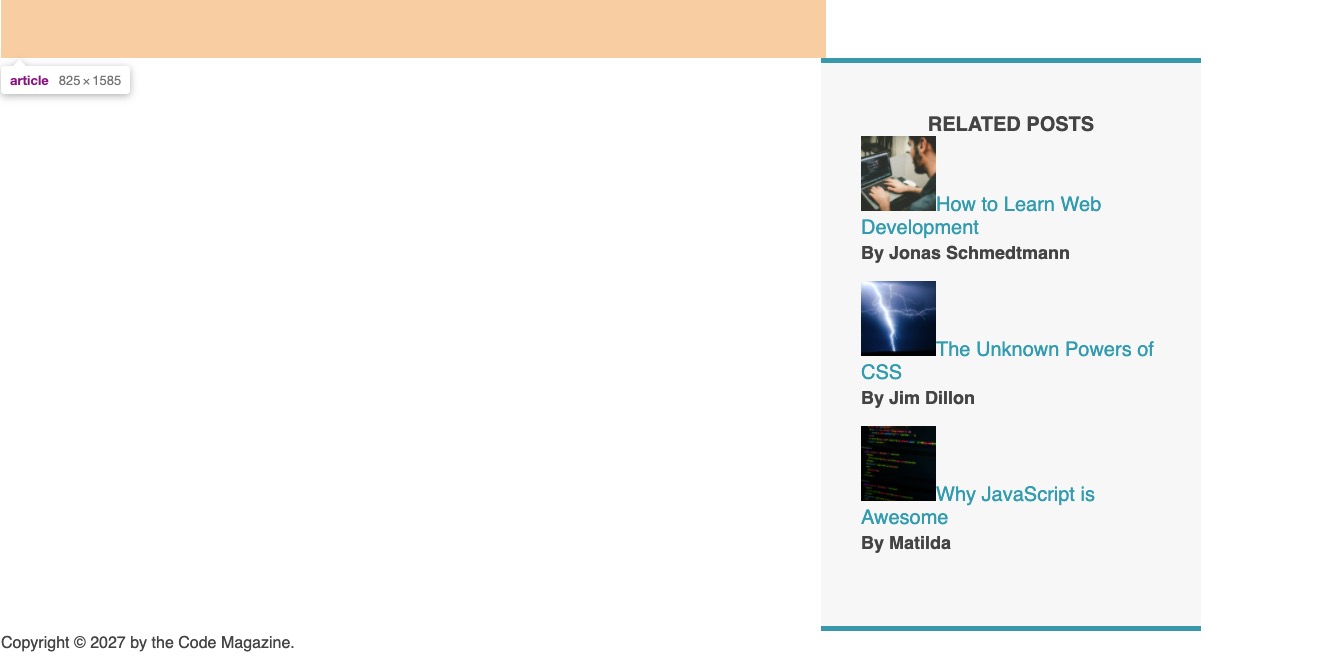 article 825 × 1585
RELATED POSTS
How to Learn Web
Development
By Jonas Schmedtmann
The Unknown Powers of
CSS
By Jim Dillon
Why JavaScript is
Awesome
By Matilda
Copyright © 2027 by the Code Magazine.